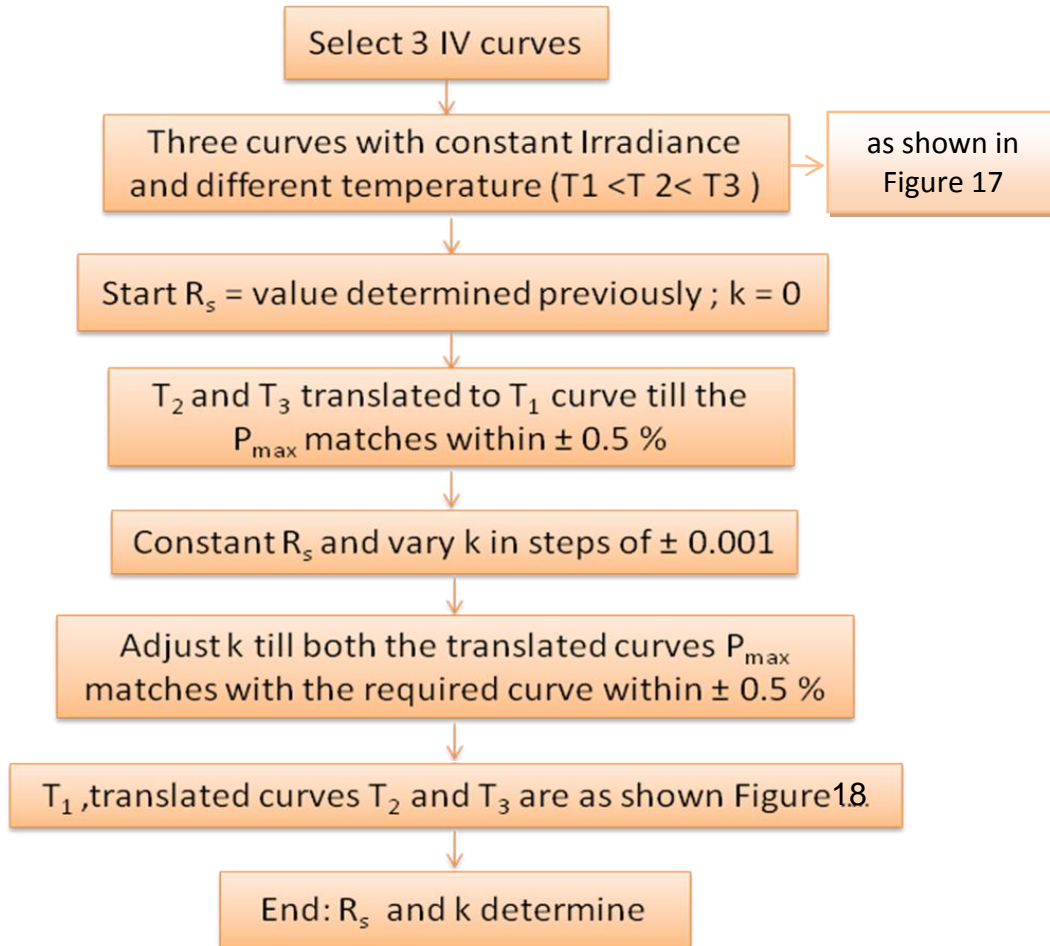 Select 3 IV curves
Three curves with constant Irradiance
and different temperature (T1 <T 2< T3 )
as shown in
Figure 17
Start Rₛ = value determined previously ; k = 0
T₂ and T₃ translated to T₁ curve till the
Pₘₐₓ matches within ± 0.5 %
Constant Rₛ and vary k in steps of ± 0.001
Adjust k till both the translated curves Pₘₐₓ
matches with the required curve within ± 0.5 %
T₁ ,translated curves T₂ and T₃ are as shown Figure18
End: Rₛ and k determine